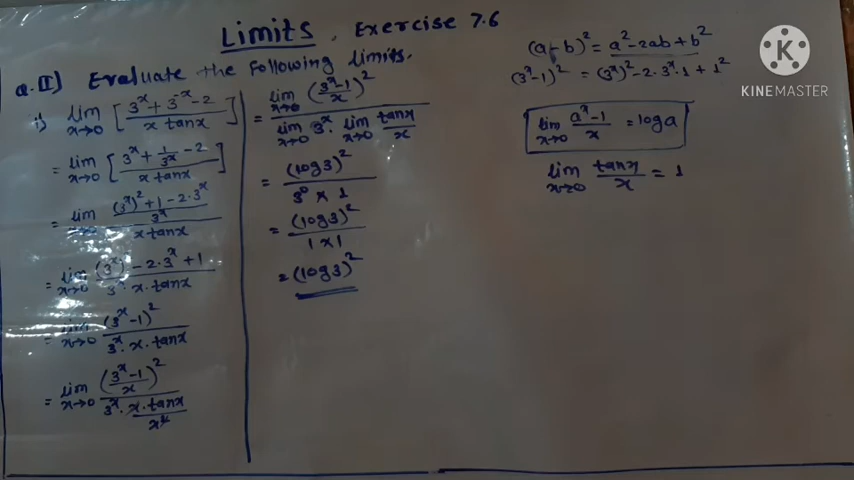 Limits, Exercise 7.6
Q.II) Evaluate the Following limits.
i) lim x→0 [ (3^x + 3^-x - 2) / (x tanx) ]
= lim x→0 [ (3^x + 1/3^x - 2) / (x tanx) ]
= lim x→0 ( ((3^x)^2 + 1 - 2·3^x) / 3^x ) / (x tanx)
= lim x→0 ((3^x)^2 - 2·3^x + 1) / (3^x · x · tanx)
= lim x→0 (3^x - 1)^2 / (3^x · x · tanx)
= lim x→0 ((3^x - 1)/x)^2 / (3^x · (x · tanx)/x^2)
= lim x→0 ((3^x - 1)/x)^2 / (lim x→0 3^x · lim x→0 tanx/x)
= (log3)^2 / (3^0 × 1)
= (log3)^2 / (1 × 1)
= (log3)^2
(a-b)^2 = a^2 - 2ab + b^2
(3^x - 1)^2 = (3^x)^2 - 2·3^x·1 + 1^2
lim x→0 (a^x - 1)/x = log a
lim x→0 tanx/x = 1
KINEMASTER